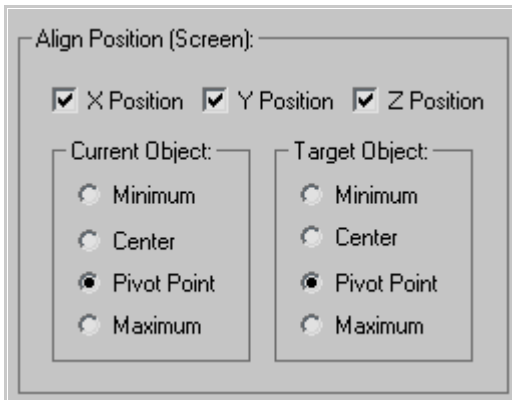 Align Position (Screen):
X Position Y Position Z Position
Current Object:
Minimum
Center
Pivot Point
Maximum
Target Object:
Minimum
Center
Pivot Point
Maximum